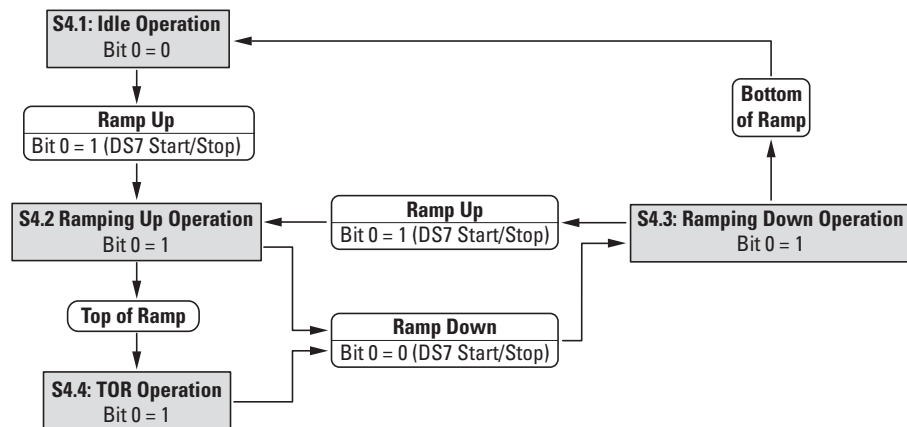 S4.1: Idle Operation
Bit 0 = 0
Bottom
of Ramp
Ramp Up
Bit 0 = 1 (DS7 Start/Stop)
S4.2 Ramping Up Operation
Bit 0 = 1
Ramp Up
Bit 0 = 1 (DS7 Start/Stop)
S4.3: Ramping Down Operation
Bit 0 = 1
Top of Ramp
Ramp Down
Bit 0 = 0 (DS7 Start/Stop)
S4.4: TOR Operation
Bit 0 = 1